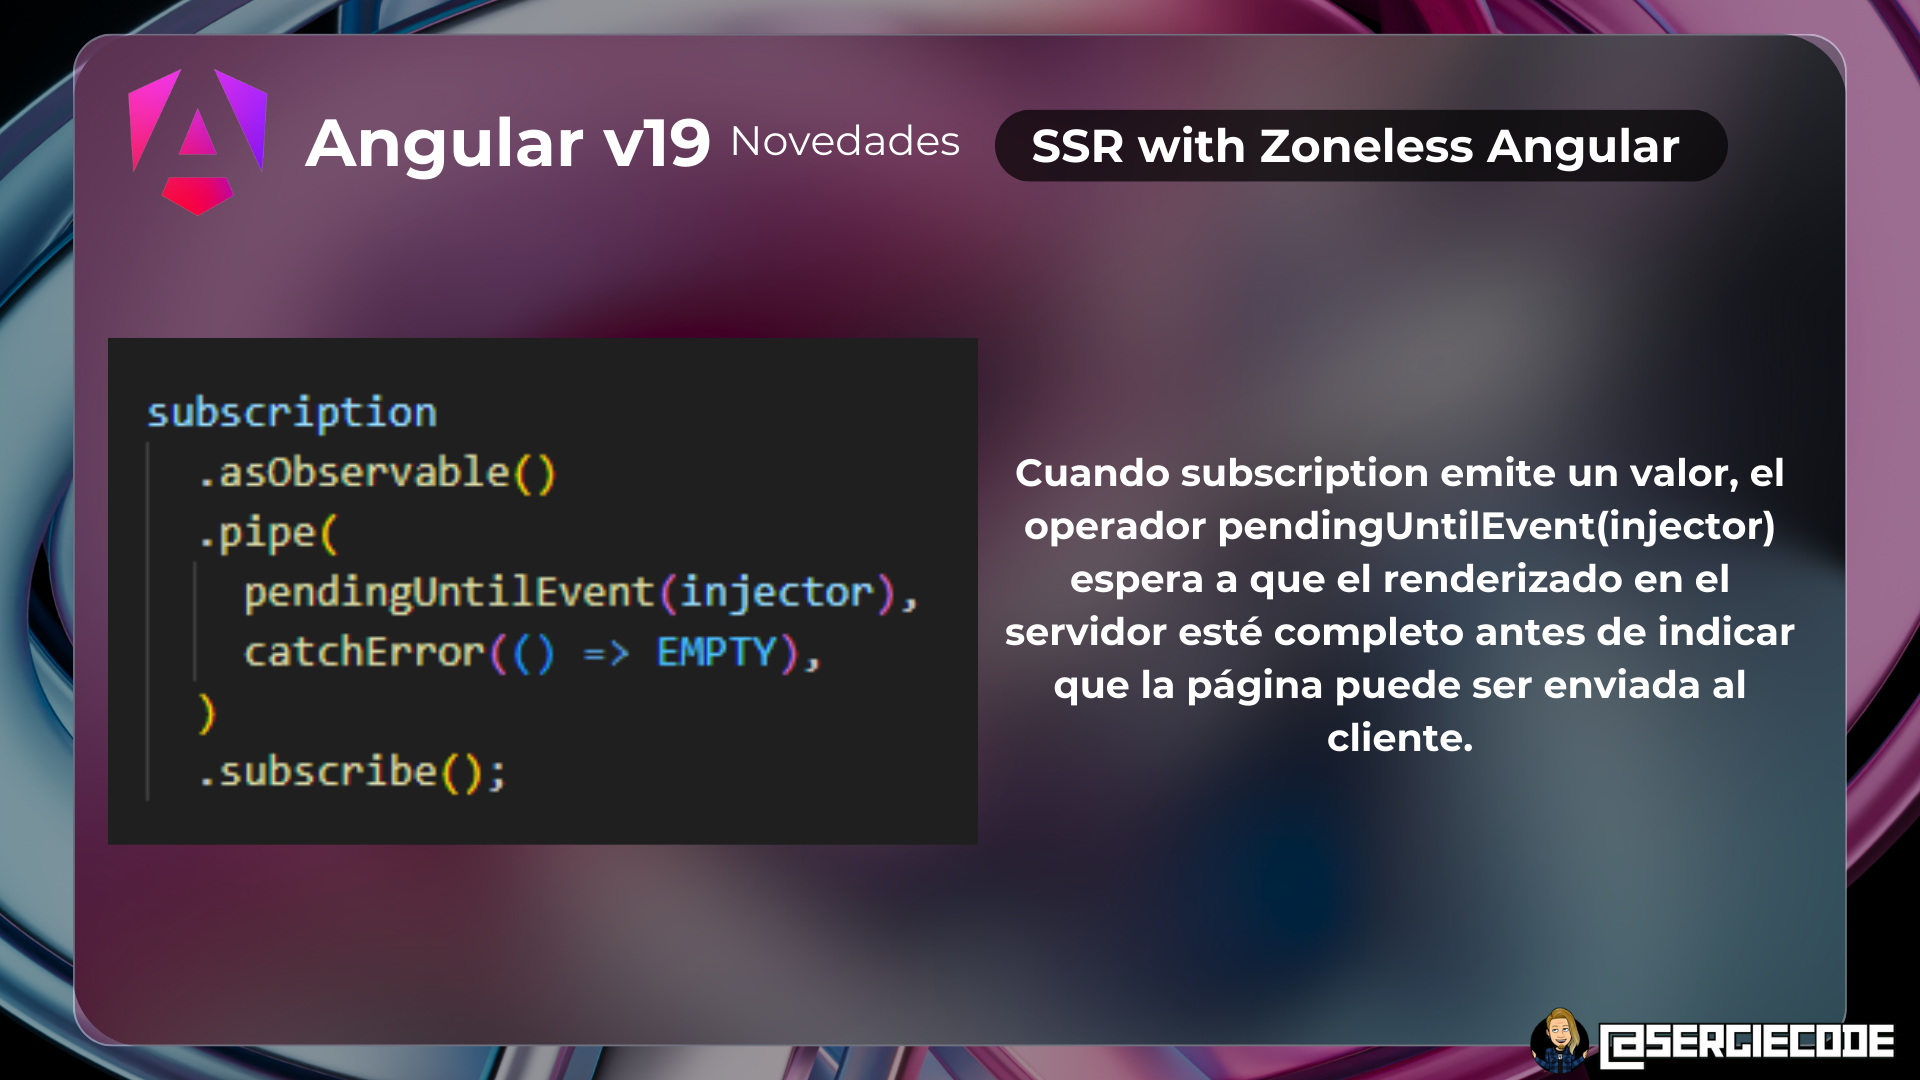 Angular v19 Novedades
SSR with Zoneless Angular
subscription
.asObservable()
.pipe(
pendingUntilEvent(injector),
catchError(() => EMPTY),
)
.subscribe();
Cuando subscription emite un valor, el
operador pendingUntilEvent(injector)
espera a que el renderizado en el
servidor esté completo antes de indicar
que la página puede ser enviada al
cliente.
@SERGIECODE